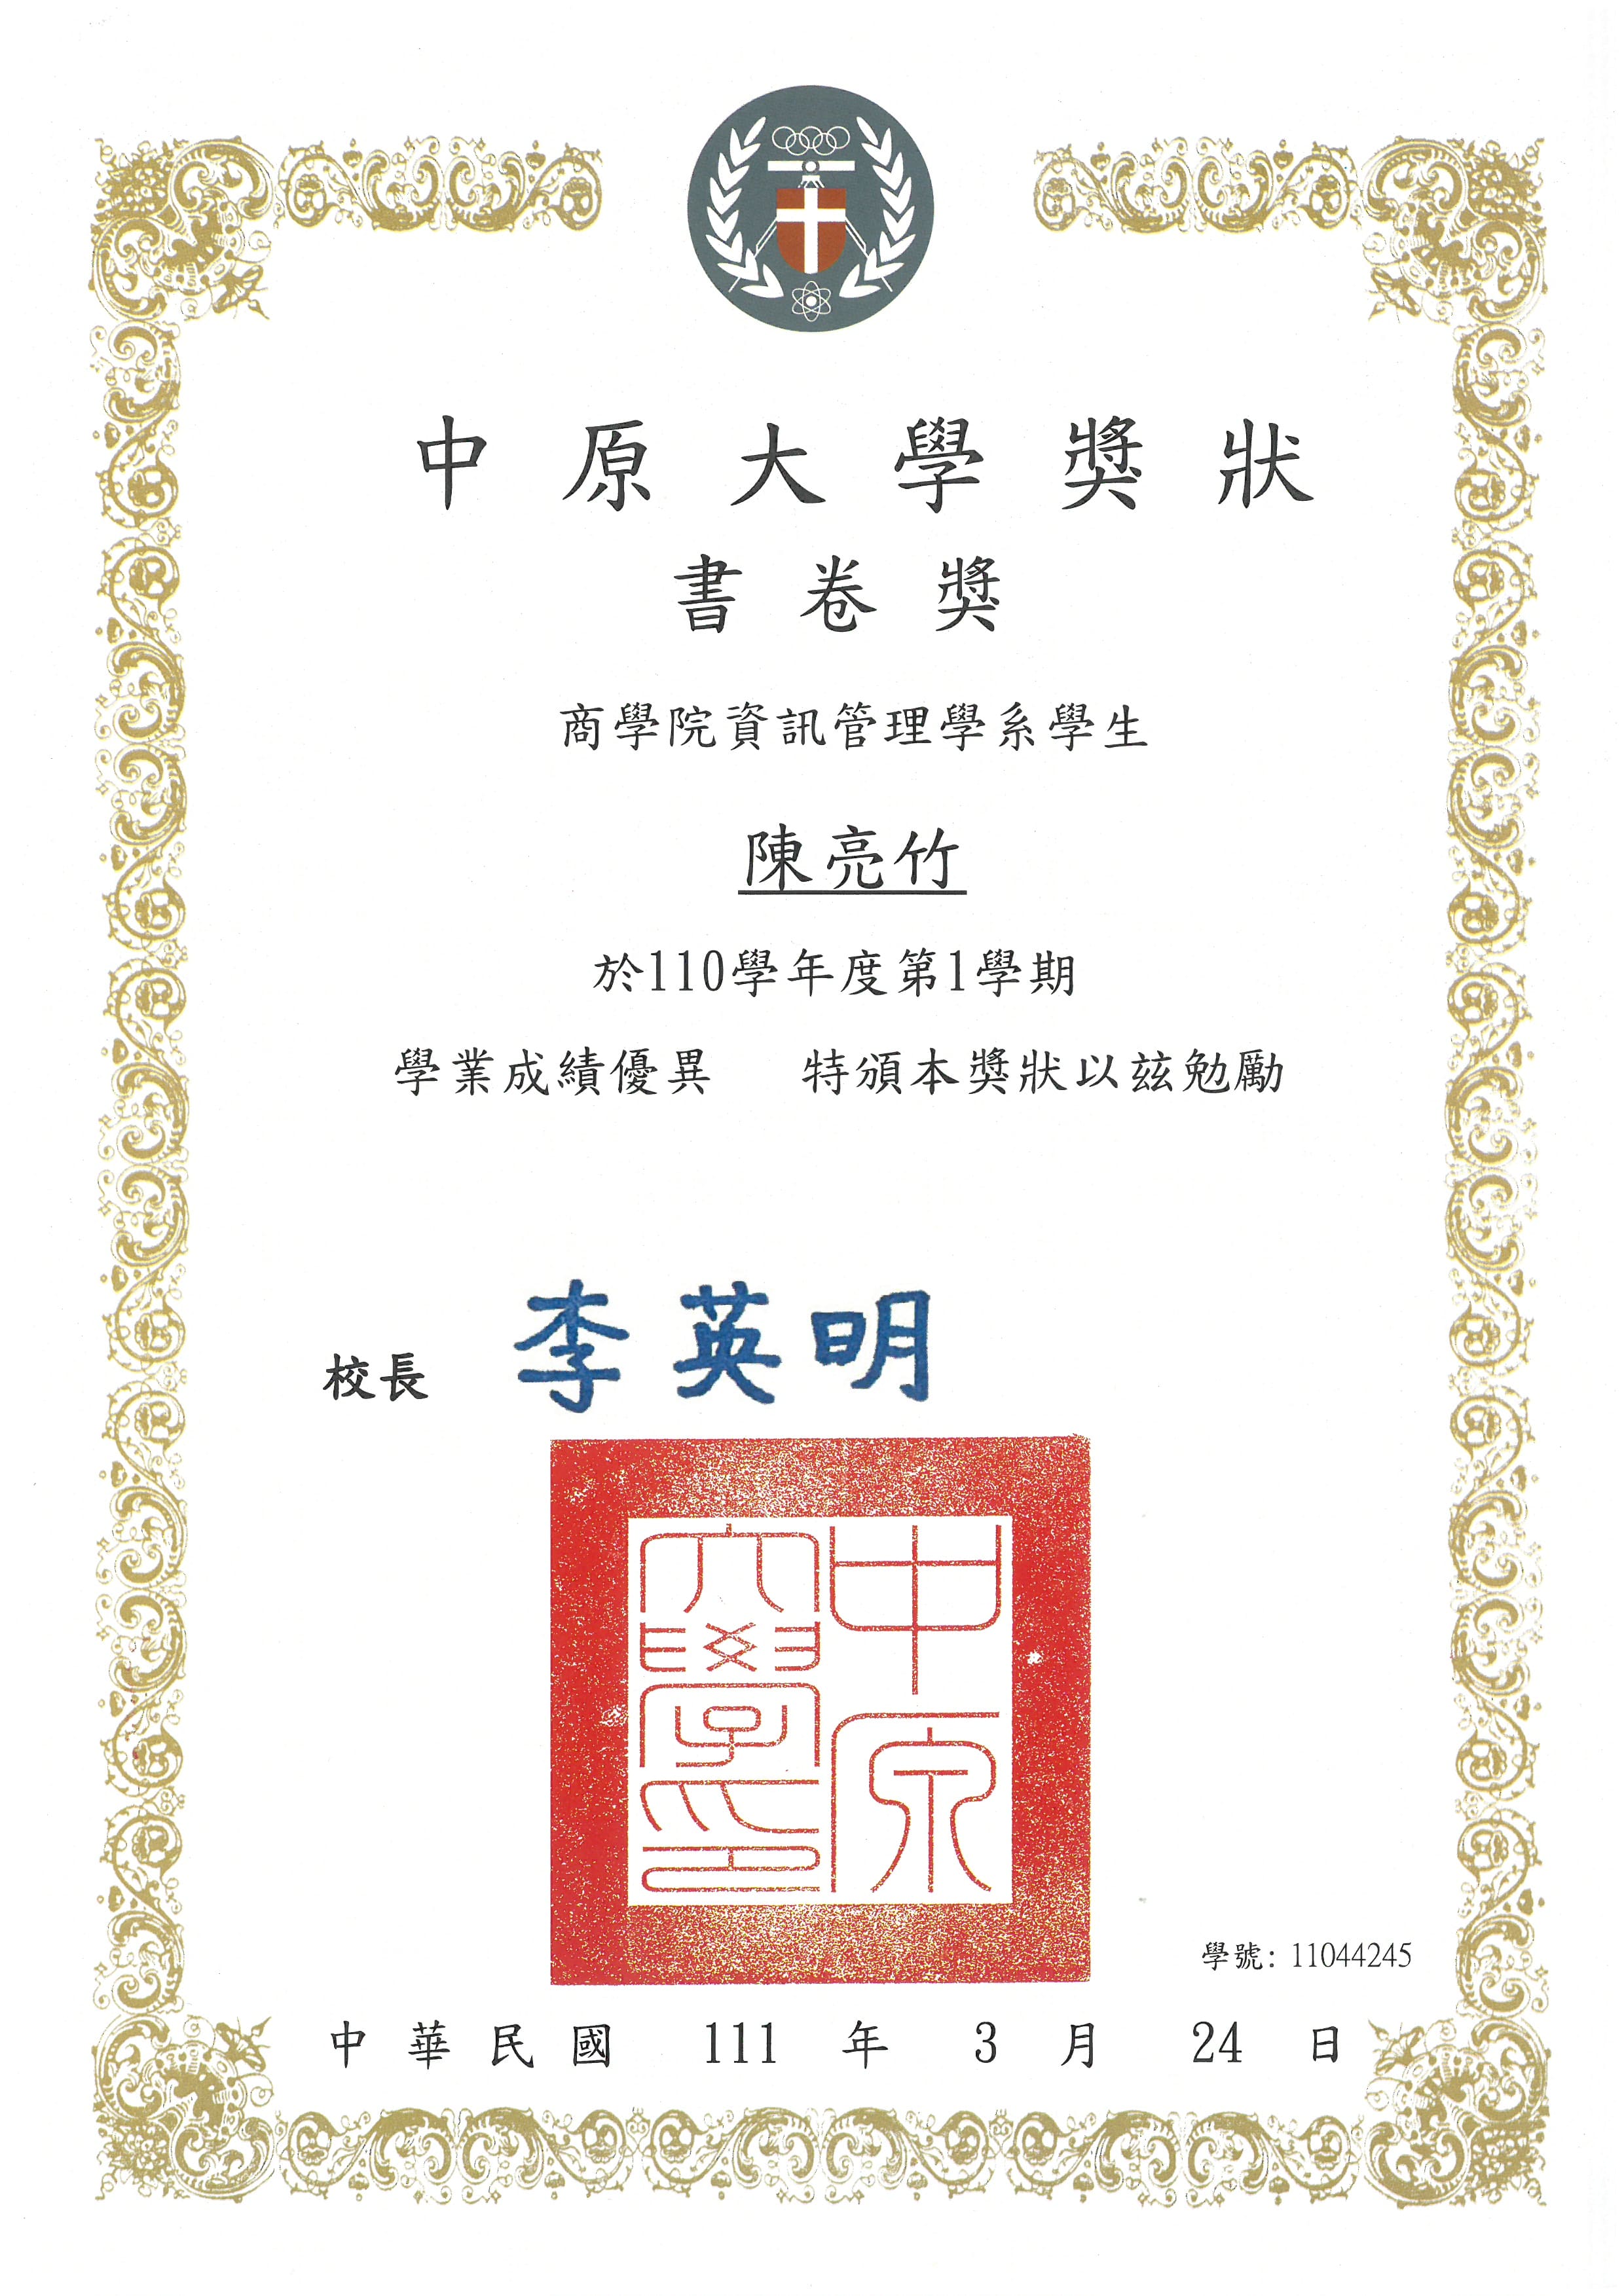 中原大學獎狀
書卷獎
商學院資訊管理學系學生
陳亮竹
於110學年度第1學期
學業成績優異 特頒本獎狀以茲勉勵
校長 李英明
中原大學印
學號：11044245
中華民國 111 年 3 月 24 日